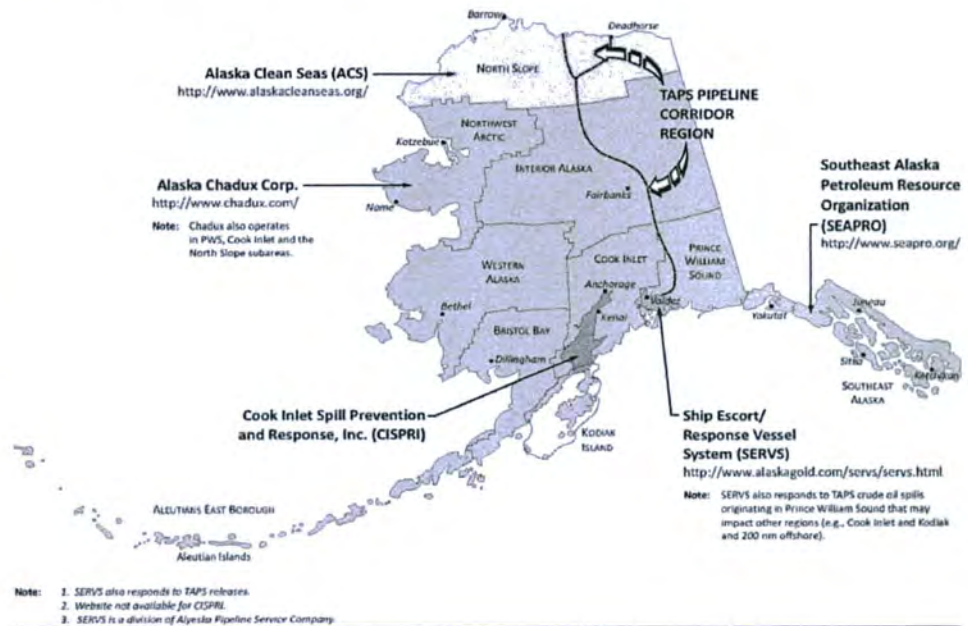 Barrow
Deadhorse
NORTH SLOPE
Alaska Clean Seas (ACS)
http://www.alaskacleanseas.org/
TAPS PIPELINE
CORRIDOR
REGION
NORTHWEST
ARCTIC
Kotzebue
INTERIOR ALASKA
Fairbanks
Alaska Chadux Corp.
http://www.chadux.com/
Nome
Note: Chadux also operates
in PWS, Cook Inlet and the
North Slope subareas.
Southeast Alaska
Petroleum Resource
Organization
(SEAPRO)
http://www.seapro.org/
WESTERN
ALASKA
COOK INLET
PRINCE
WILLIAM
SOUND
Anchorage
Valdez
Kenai
Bethel
BRISTOL BAY
Dillingham
Yakutat
Juneau
Sitka
Ketchikan
SOUTHEAST
ALASKA
Cook Inlet Spill Prevention
and Response, Inc. (CISPRI)
KODIAK
ISLAND
Ship Escort/
Response Vessel
System (SERVS)
http://www.alaskagold.com/servs/servs.html
Note: SERVS also responds to TAPS crude oil spills
originating in Prince William Sound that may
impact other regions (e.g., Cook Inlet and Kodiak
and 200 nm offshore).
ALEUTIANS EAST BOROUGH
Aleutian Islands
Note: 1. SERVS also responds to TAPS releases.
2. Website not available for CISPRI.
3. SERVS is a division of Alyeska Pipeline Service Company.